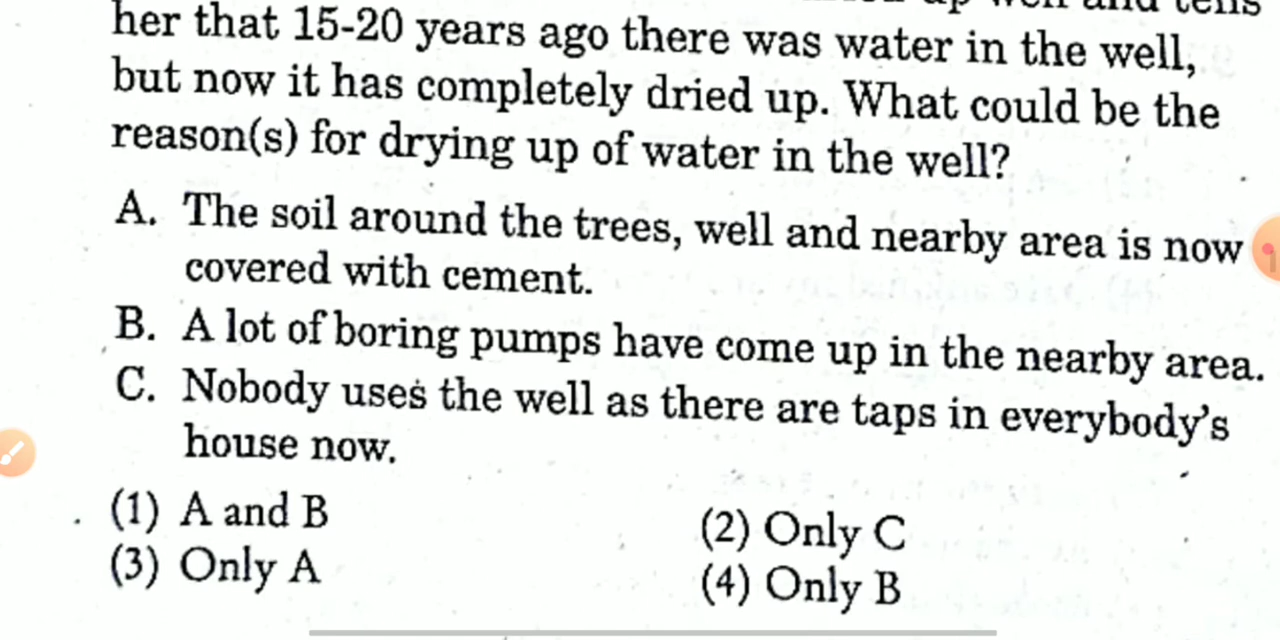 up well and tells
her that 15-20 years ago there was water in the well,
but now it has completely dried up. What could be the
reason(s) for drying up of water in the well?
A. The soil around the trees, well and nearby area is now
covered with cement.
B. A lot of boring pumps have come up in the nearby area.
C. Nobody uses the well as there are taps in everybody's
house now.
(1) A and B
(2) Only C
(3) Only A
(4) Only B